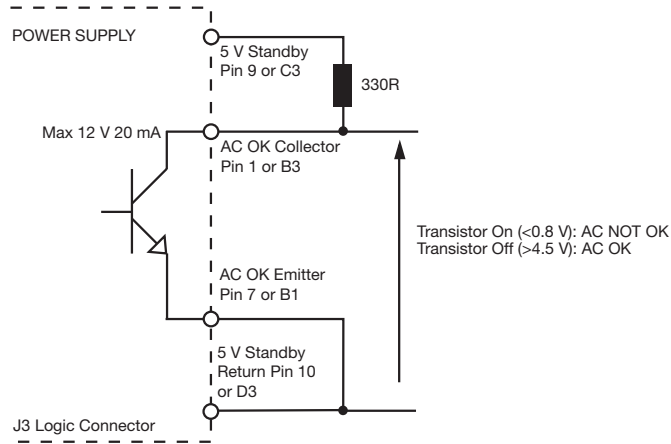 POWER SUPPLY
5 V Standby
Pin 9 or C3
330R
Max 12 V 20 mA
AC OK Collector
Pin 1 or B3
Transistor On (<0.8 V): AC NOT OK
Transistor Off (>4.5 V): AC OK
AC OK Emitter
Pin 7 or B1
5 V Standby
Return Pin 10
or D3
J3 Logic Connector